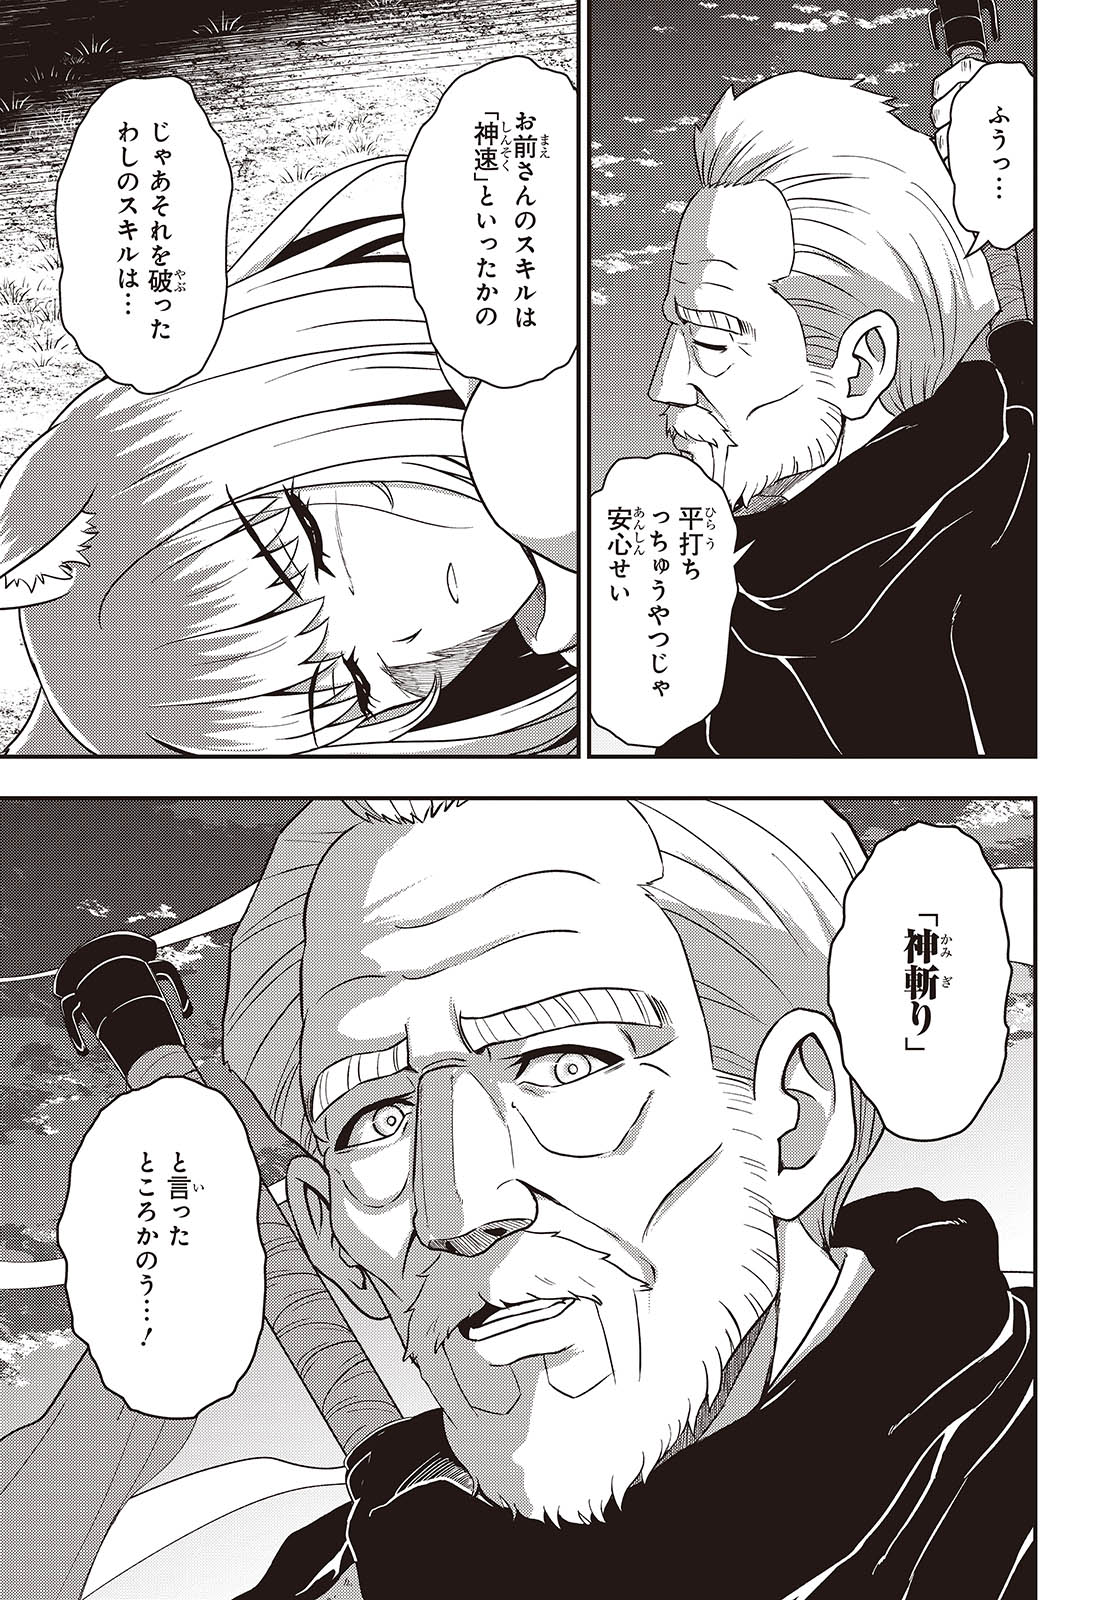 ふうっ…
平打ち
っちゅうやつじゃ
安心せい
お前さんのスキルは
「神速」といったかの
じゃあそれを破った
わしのスキルは…
「神斬り」
と言った
ところかのう…！